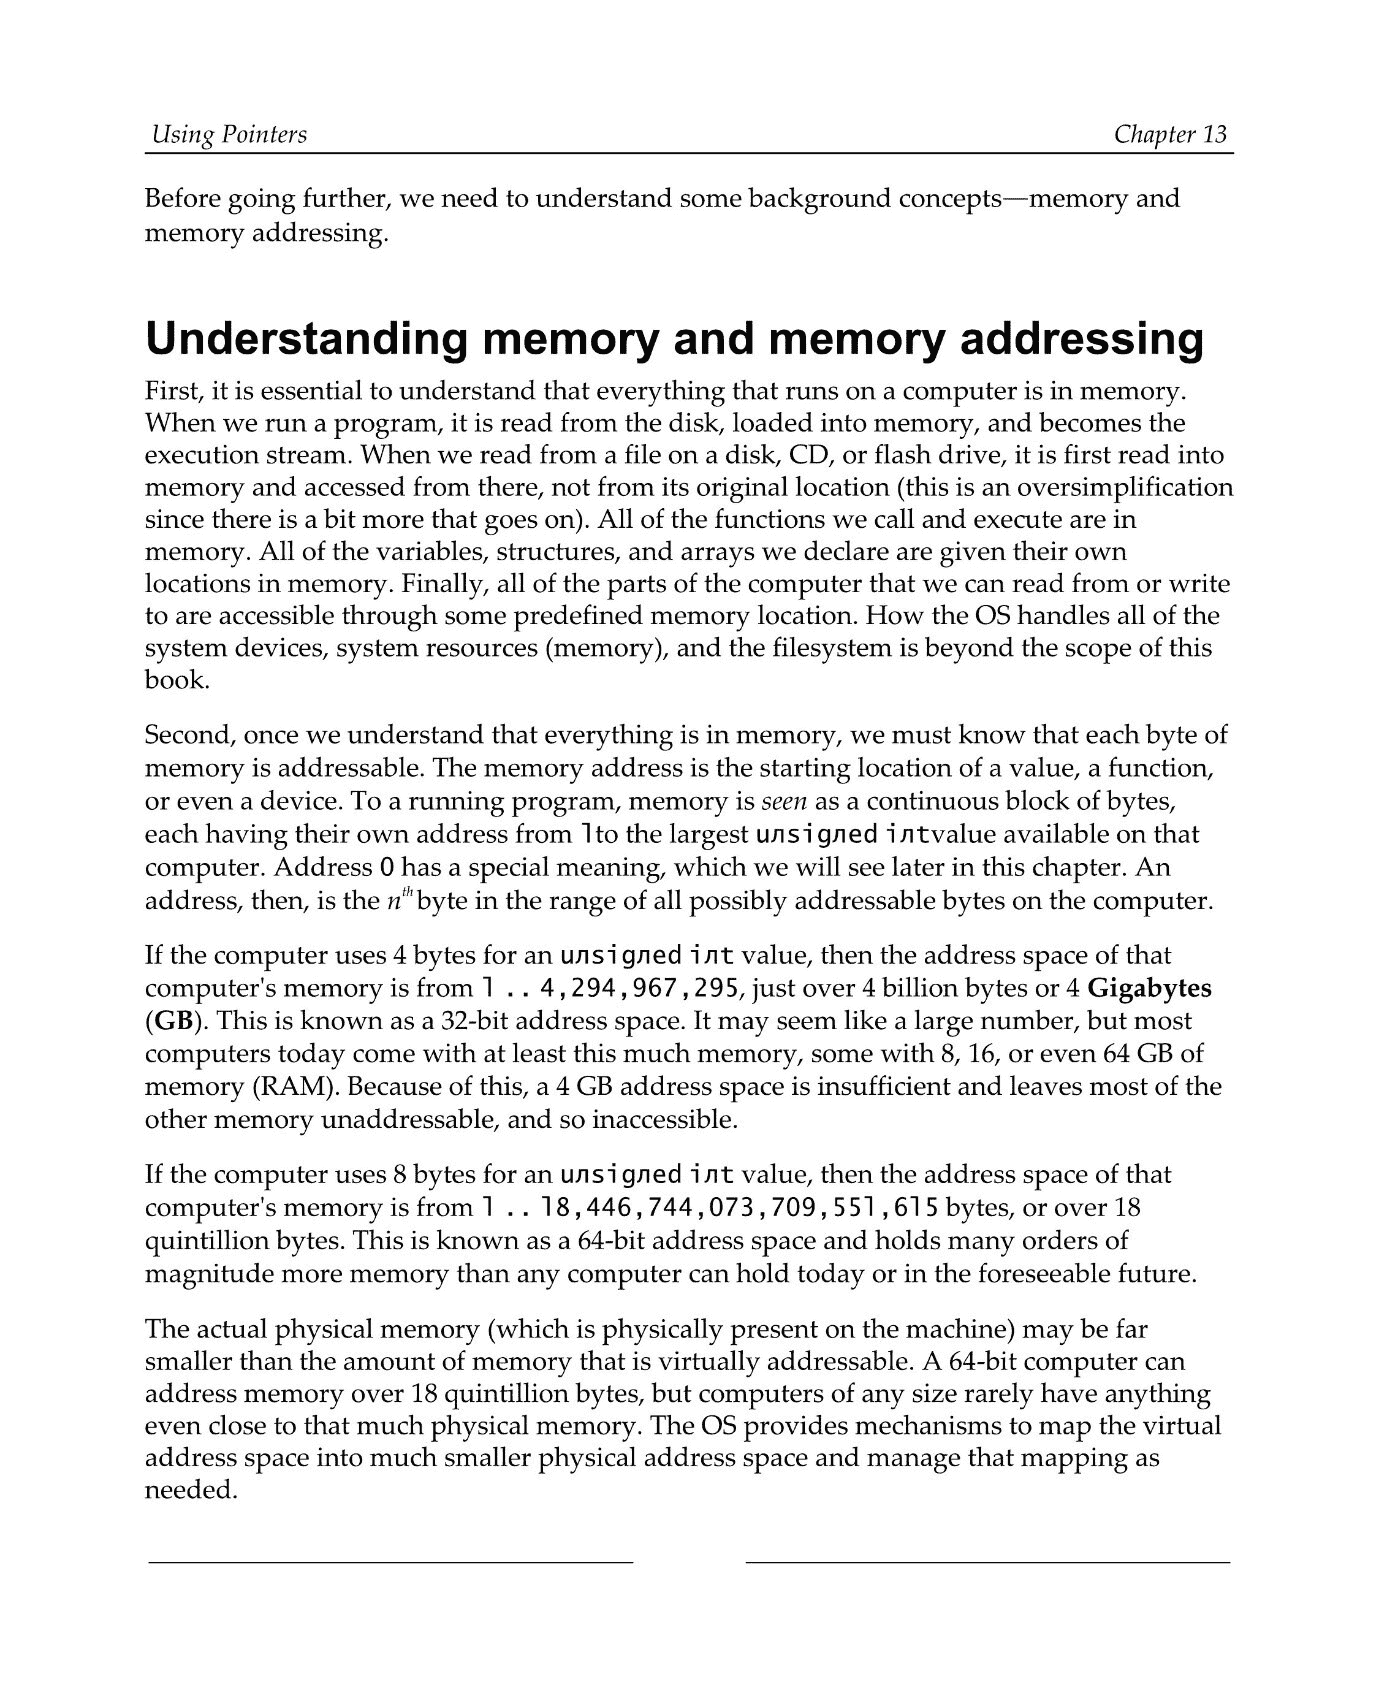 Using Pointers Chapter 13
Before going further, we need to understand some background concepts—memory and
memory addressing.
Understanding memory and memory addressing
First, it is essential to understand that everything that runs on a computer is in memory.
When we run a program, it is read from the disk, loaded into memory, and becomes the
execution stream. When we read from a file on a disk, CD, or flash drive, it is first read into
memory and accessed from there, not from its original location (this is an oversimplification
since there is a bit more that goes on). All of the functions we call and execute are in
memory. All of the variables, structures, and arrays we declare are given their own
locations in memory. Finally, all of the parts of the computer that we can read from or write
to are accessible through some predefined memory location. How the OS handles all of the
system devices, system resources (memory), and the filesystem is beyond the scope of this
book.
Second, once we understand that everything is in memory, we must know that each byte of
memory is addressable. The memory address is the starting location of a value, a function,
or even a device. To a running program, memory is seen as a continuous block of bytes,
each having their own address from 1to the largest unsigned intvalue available on that
computer. Address 0 has a special meaning, which we will see later in this chapter. An
address, then, is the nth byte in the range of all possibly addressable bytes on the computer.
If the computer uses 4 bytes for an unsigned int value, then the address space of that
computer's memory is from 1 .. 4,294,967,295, just over 4 billion bytes or 4 Gigabytes
(GB). This is known as a 32-bit address space. It may seem like a large number, but most
computers today come with at least this much memory, some with 8, 16, or even 64 GB of
memory (RAM). Because of this, a 4 GB address space is insufficient and leaves most of the
other memory unaddressable, and so inaccessible.
If the computer uses 8 bytes for an unsigned int value, then the address space of that
computer's memory is from 1 .. 18,446,744,073,709,551,615 bytes, or over 18
quintillion bytes. This is known as a 64-bit address space and holds many orders of
magnitude more memory than any computer can hold today or in the foreseeable future.
The actual physical memory (which is physically present on the machine) may be far
smaller than the amount of memory that is virtually addressable. A 64-bit computer can
address memory over 18 quintillion bytes, but computers of any size rarely have anything
even close to that much physical memory. The OS provides mechanisms to map the virtual
address space into much smaller physical address space and manage that mapping as
needed.